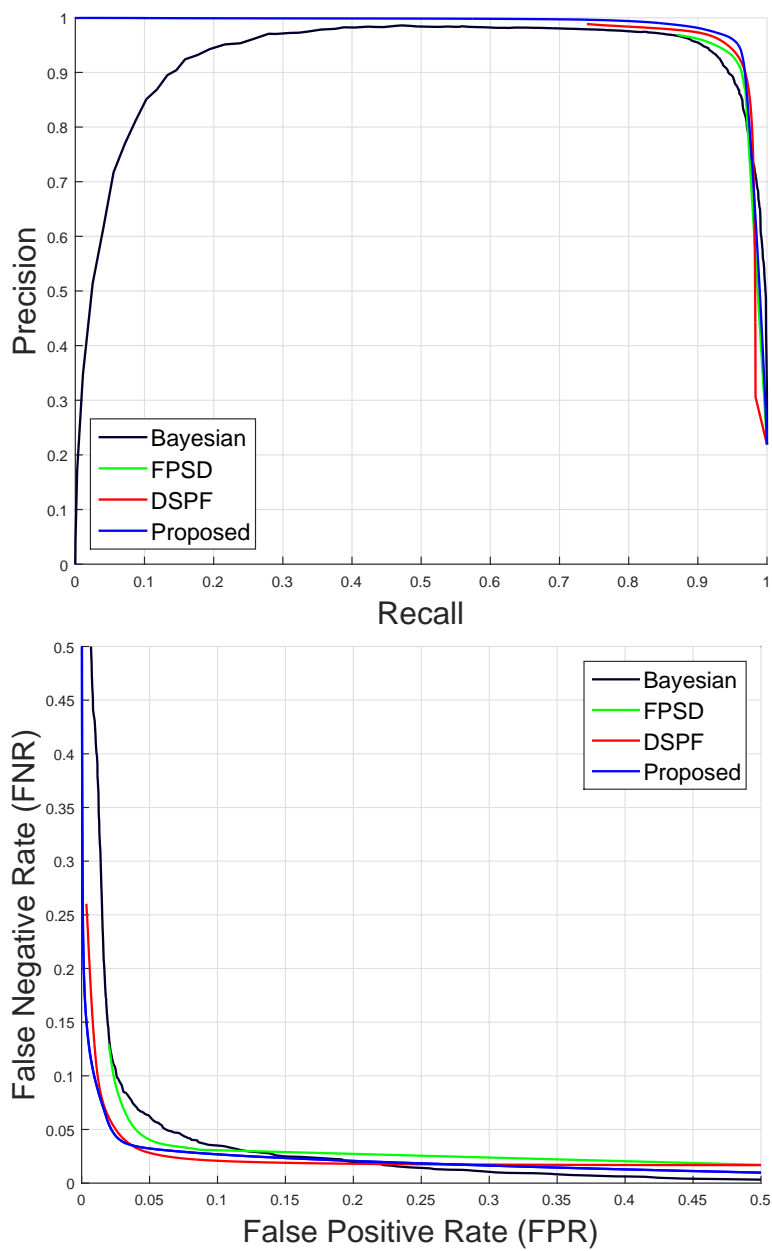 1
0.9
0.8
0.7
0.6
0.5
0.4
0.3
0.2
0.1
0
Precision
Bayesian
FPSD
DSPF
Proposed
0 0.1 0.2 0.3 0.4 0.5 0.6 0.7 0.8 0.9 1
Recall
0.5
0.45
0.4
0.35
0.3
0.25
0.2
0.15
0.1
0.05
0
False Negative Rate (FNR)
Bayesian
FPSD
DSPF
Proposed
0 0.05 0.1 0.15 0.2 0.25 0.3 0.35 0.4 0.45 0.5
False Positive Rate (FPR)